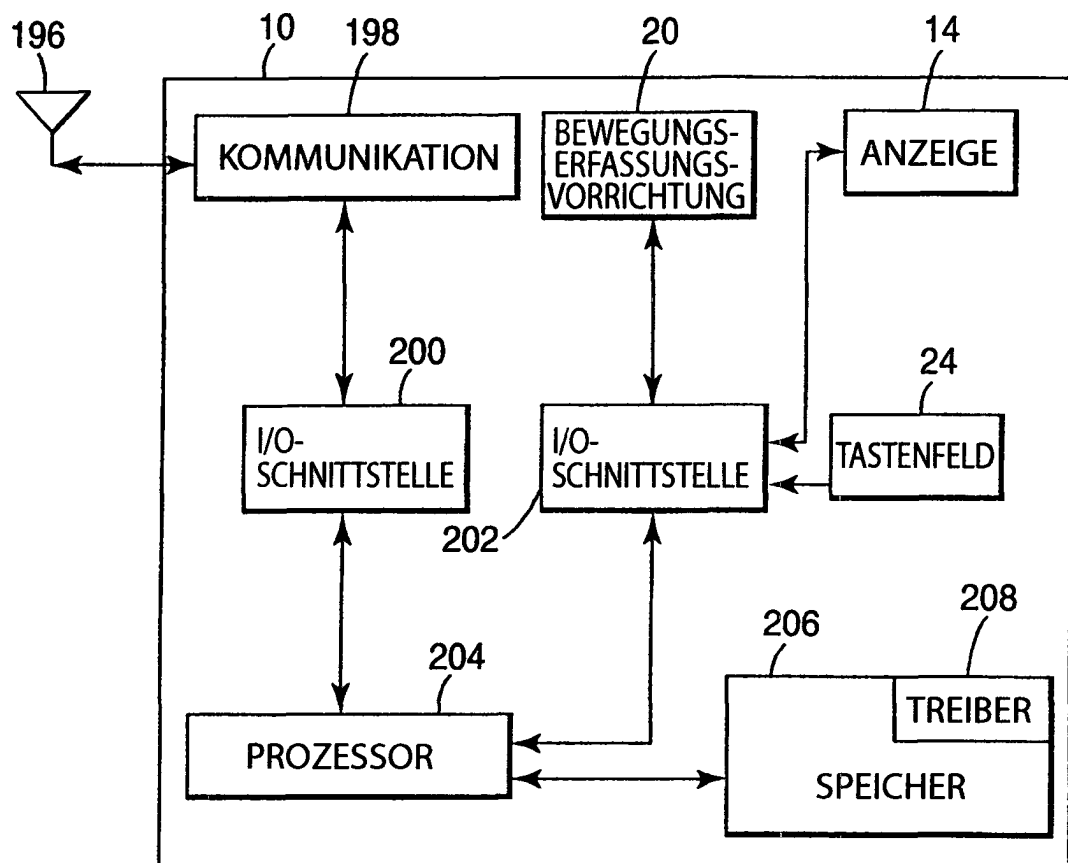 196
10
198
20
14
KOMMUNIKATION
BEWEGUNGS-
ERFASSUNGS-
VORRICHTUNG
ANZEIGE
200
24
I/O-
SCHNITTSTELLE
I/O-
SCHNITTSTELLE
TASTENFELD
202
204
206
208
PROZESSOR
TREIBER
SPEICHER